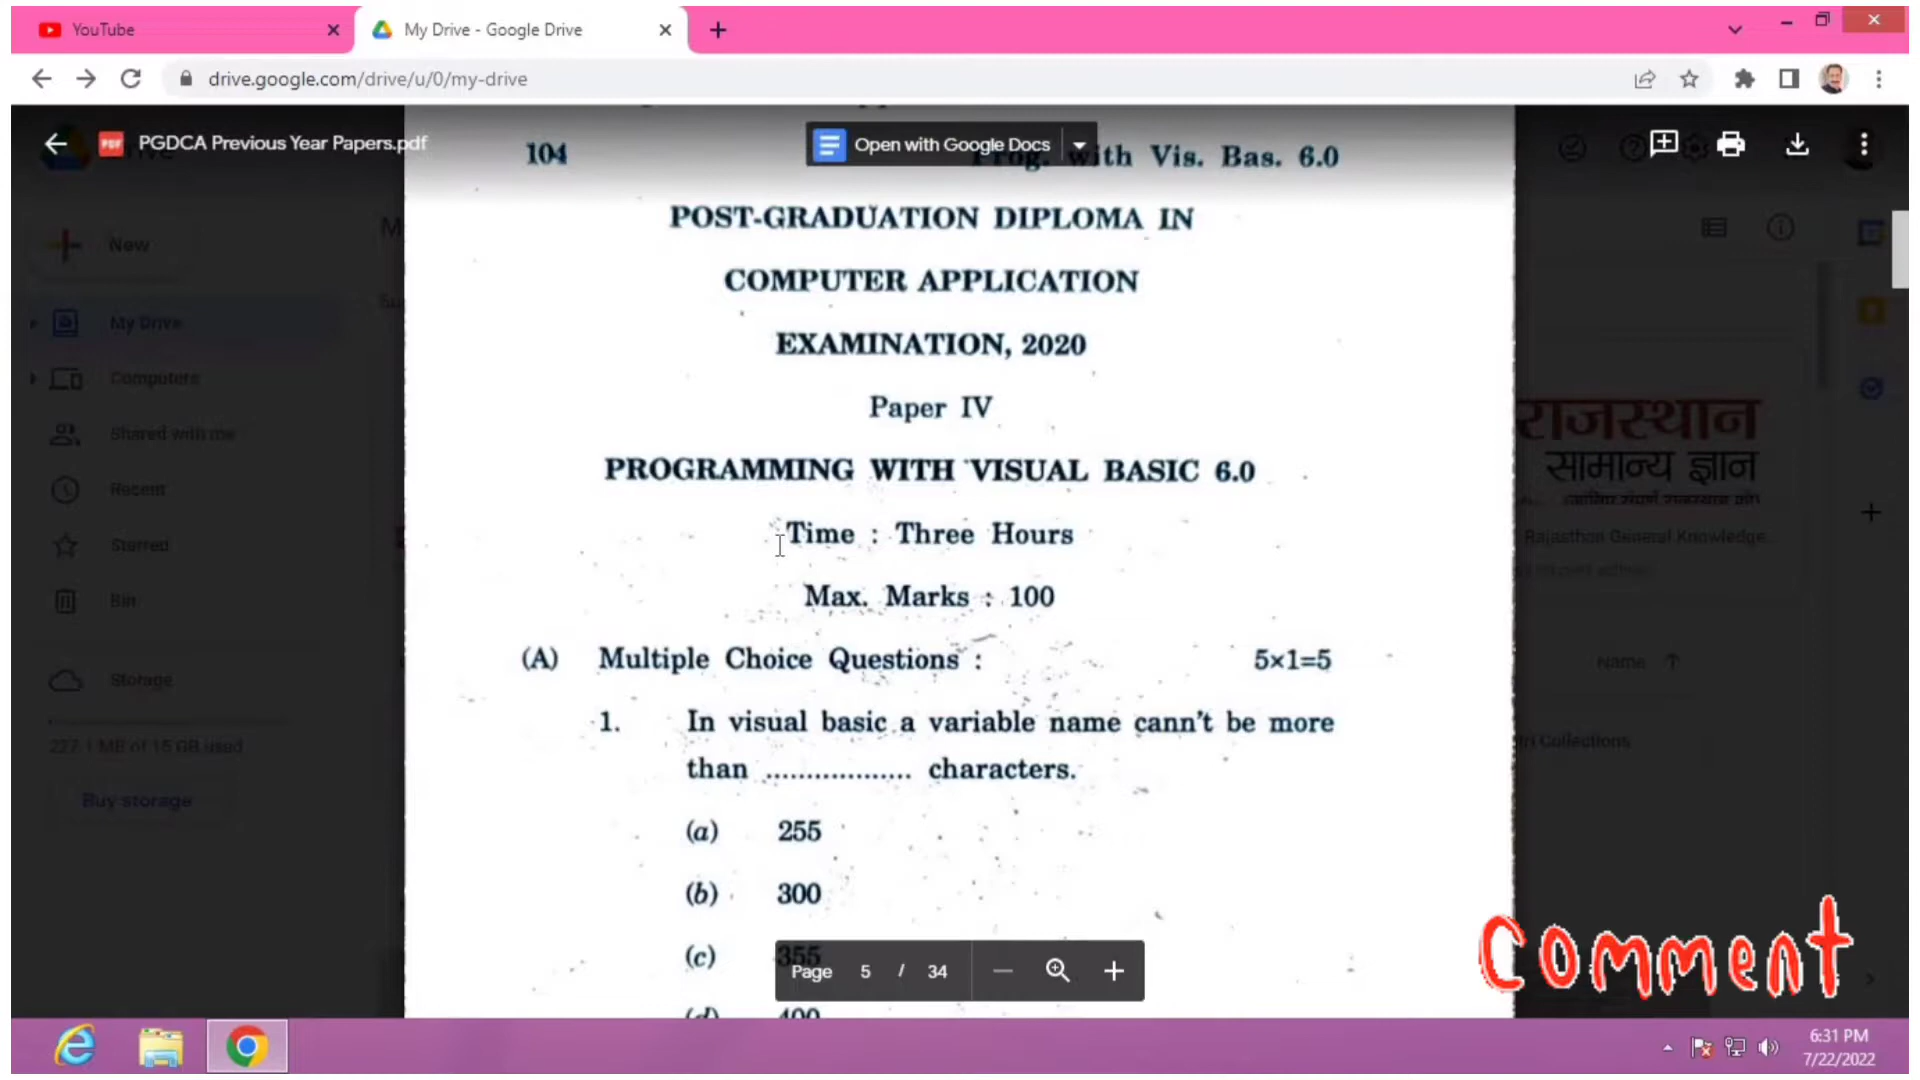 YouTube
My Drive - Google Drive
drive.google.com/drive/u/0/my-drive
PGDCA Previous Year Papers.pdf
Open with Google Docs
104
Prog. with Vis. Bas. 6.0
POST-GRADUATION DIPLOMA IN
COMPUTER APPLICATION
EXAMINATION, 2020
Paper IV
PROGRAMMING WITH VISUAL BASIC 6.0
Time : Three Hours
Max. Marks : 100
(A) Multiple Choice Questions : 5×1=5
1. In visual basic a variable name cann't be more
than .................. characters.
(a) 255
(b) 300
(c) 355
(d) 400
Page 5 / 34
New
My Drive
Computers
Shared with me
Recent
Starred
Bin
Storage
227.1 MB of 15 GB used
Buy storage
राजस्थान
सामान्य ज्ञान
Rajasthan General Knowledge
Name
Collections
comment
6:31 PM
7/22/2022